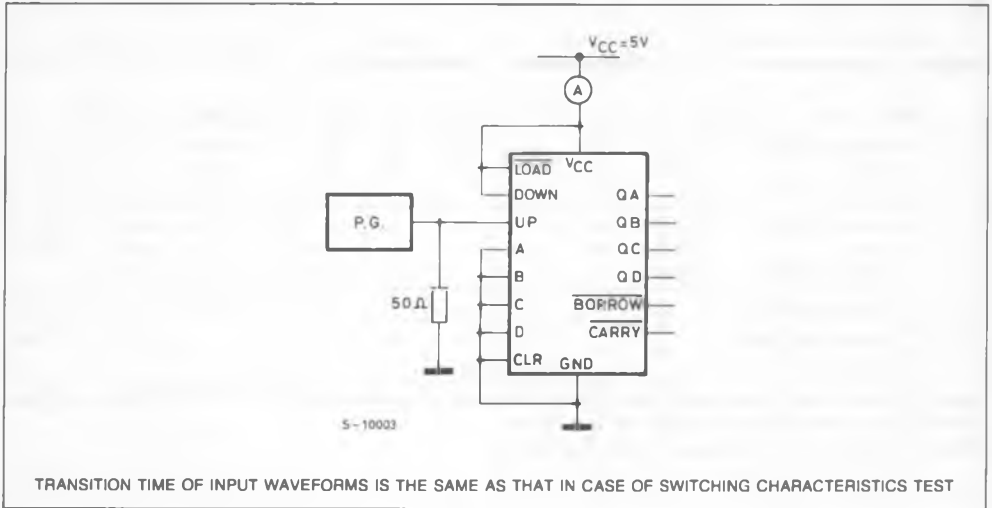 VCC=5V
A
LOAD
VCC
DOWN
QA
P.G.
UP
QB
A
QC
B
QD
50Ω
C
BORROW
D
CARRY
CLR
GND
S-10003
TRANSITION TIME OF INPUT WAVEFORMS IS THE SAME AS THAT IN CASE OF SWITCHING CHARACTERISTICS TEST